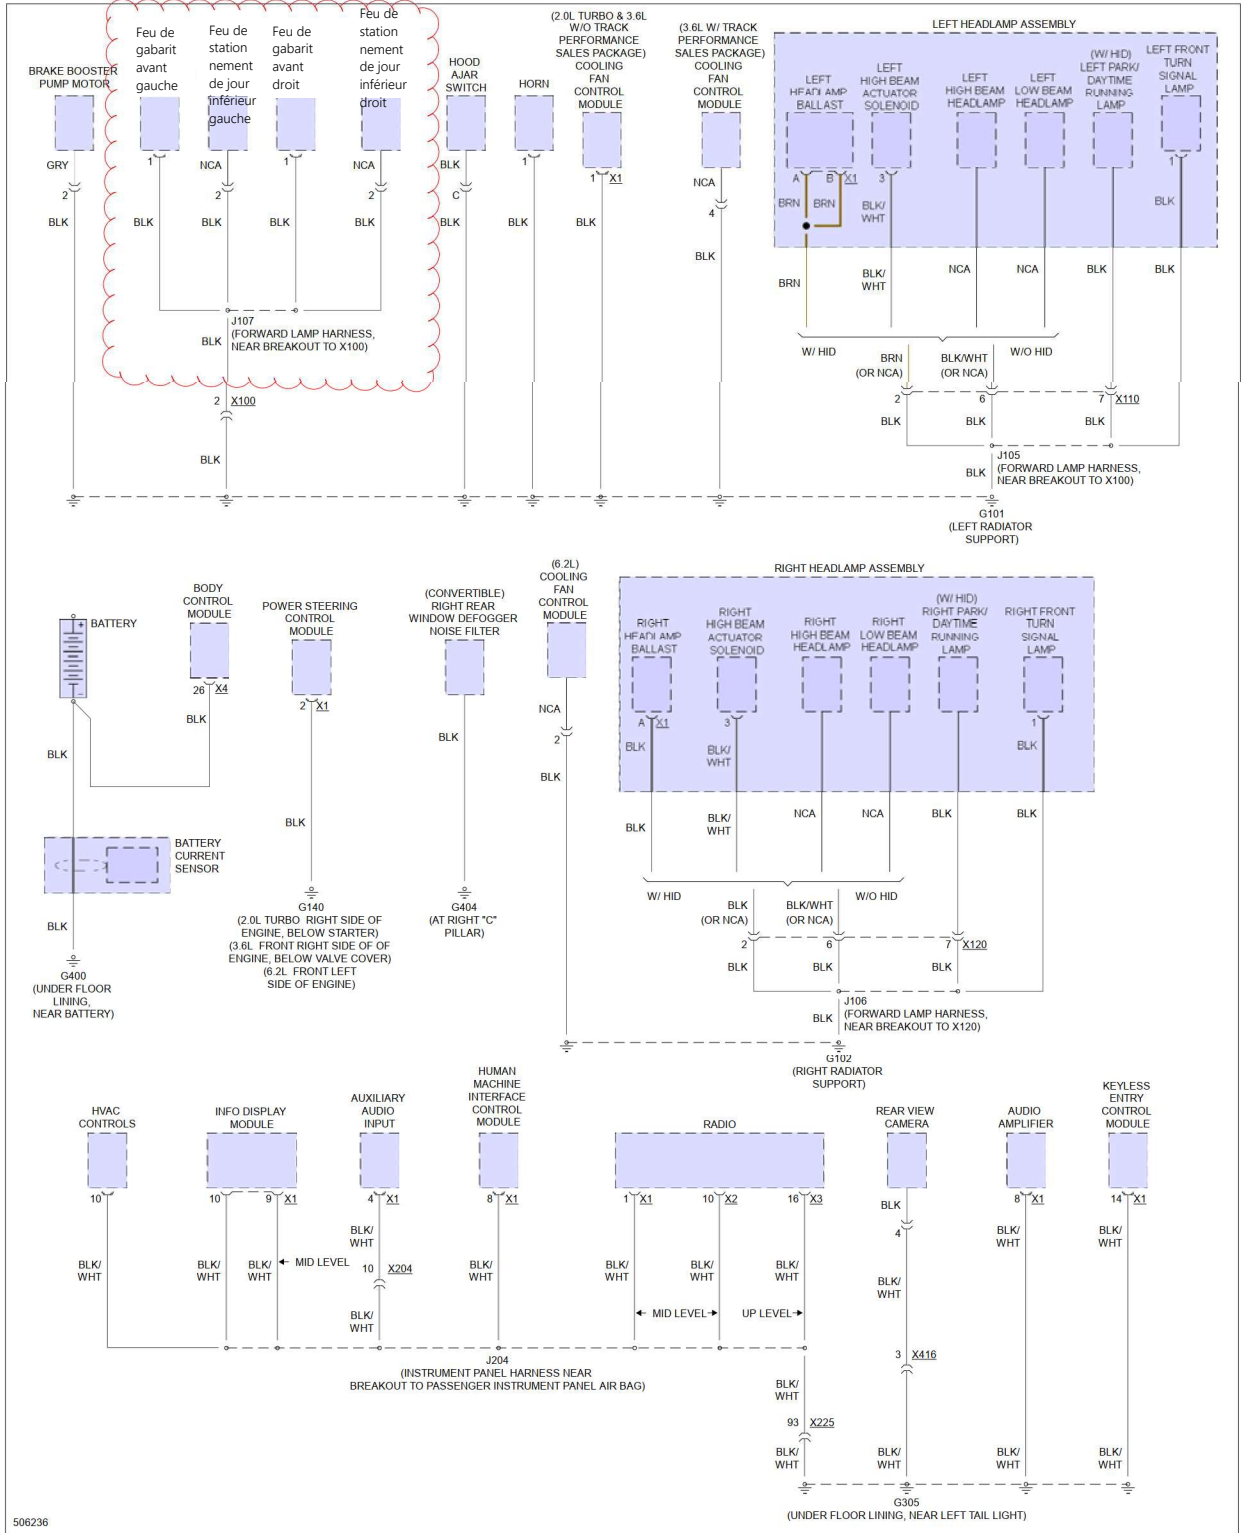 BRAKE BOOSTER
PUMP MOTOR
Feu de
gabarit
avant
gauche
Feu de
station
nement
de jour
inférieur
gauche
Feu de
gabarit
avant
droit
Feu de
station
nement
de jour
inférieur
droit
HOOD
AJAR
SWITCH
HORN
(2.0L TURBO & 3.6L
W/O TRACK
PERFORMANCE
SALES PACKAGE)
COOLING
FAN
CONTROL
MODULE
(3.6L W/ TRACK
PERFORMANCE
SALES PACKAGE)
COOLING
FAN
CONTROL
MODULE
LEFT HEADLAMP ASSEMBLY
LEFT
HEADLAMP
BALLAST
LEFT
HIGH BEAM
ACTUATOR
SOLENOID
LEFT
HIGH BEAM
HEADLAMP
LEFT
LOW BEAM
HEADLAMP
(W/ HID)
LEFT PARK/
DAYTIME
RUNNING
LAMP
LEFT FRONT
TURN
SIGNAL
LAMP
GRY 1 NCA 1 NCA BLK 1 1 X1 NCA A B X1 3 1
2 2 2 C 4
BRN BRN BLK/
WHT BLK
BLK BLK BLK BLK BLK BLK BLK BLK BLK
BRN BLK/
WHT NCA NCA BLK BLK
J107
(FORWARD LAMP HARNESS,
NEAR BREAKOUT TO X100)
BLK
W/ HID W/O HID
BRN
(OR NCA)
BLK/WHT
(OR NCA)
2 X100
2 6 7 X110
BLK BLK BLK
BLK
J105
(FORWARD LAMP HARNESS,
NEAR BREAKOUT TO X100)
BLK
G101
(LEFT RADIATOR
SUPPORT)
BATTERY
+
−
BODY
CONTROL
MODULE
26 X4
BLK
POWER STEERING
CONTROL
MODULE
2 X1
(CONVERTIBLE)
RIGHT REAR
WINDOW DEFOGGER
NOISE FILTER
BLK
(6.2L)
COOLING
FAN
CONTROL
MODULE
NCA
2
BLK
RIGHT HEADLAMP ASSEMBLY
RIGHT
HEADLAMP
BALLAST
RIGHT
HIGH BEAM
ACTUATOR
SOLENOID
RIGHT
HIGH BEAM
HEADLAMP
RIGHT
LOW BEAM
HEADLAMP
(W/ HID)
RIGHT PARK/
DAYTIME
RUNNING
LAMP
RIGHT FRONT
TURN
SIGNAL
LAMP
A X1 3 1
BLK BLK/
WHT BLK
BLK BLK/
WHT NCA NCA BLK BLK
BLK
BLK
BATTERY
CURRENT
SENSOR
BLK
G400
(UNDER FLOOR
LINING,
NEAR BATTERY)
G140
(2.0L TURBO RIGHT SIDE OF
ENGINE, BELOW STARTER)
(3.6L FRONT RIGHT SIDE OF OF
ENGINE, BELOW VALVE COVER)
(6.2L FRONT LEFT
SIDE OF ENGINE)
G404
(AT RIGHT "C"
PILLAR)
W/ HID W/O HID
BLK
(OR NCA)
BLK/WHT
(OR NCA)
2 6 7 X120
BLK BLK BLK
J106
(FORWARD LAMP HARNESS,
NEAR BREAKOUT TO X120)
BLK
G102
(RIGHT RADIATOR
SUPPORT)
HVAC
CONTROLS
INFO DISPLAY
MODULE
AUXILIARY
AUDIO
INPUT
HUMAN
MACHINE
INTERFACE
CONTROL
MODULE
RADIO
REAR VIEW
CAMERA
AUDIO
AMPLIFIER
KEYLESS
ENTRY
CONTROL
MODULE
10 10 9 X1 4 X1 8 X1 1 X1 10 X2 16 X3 BLK 8 X1 14 X1
4
BLK/
WHT
BLK/
WHT
BLK/
WHT
BLK/
WHT
BLK/
WHT
BLK/
WHT
MID LEVEL
10 X204
BLK/
WHT
BLK/
WHT
BLK/
WHT
BLK/
WHT
BLK/
WHT
BLK/
WHT
BLK/
WHT
MID LEVEL UP LEVEL
3 X416
J204
(INSTRUMENT PANEL HARNESS NEAR
BREAKOUT TO PASSENGER INSTRUMENT PANEL AIR BAG)
BLK/
WHT
93 X225
BLK/
WHT
BLK/
WHT
BLK/
WHT
BLK/
WHT
G305
(UNDER FLOOR LINING, NEAR LEFT TAIL LIGHT)
506236